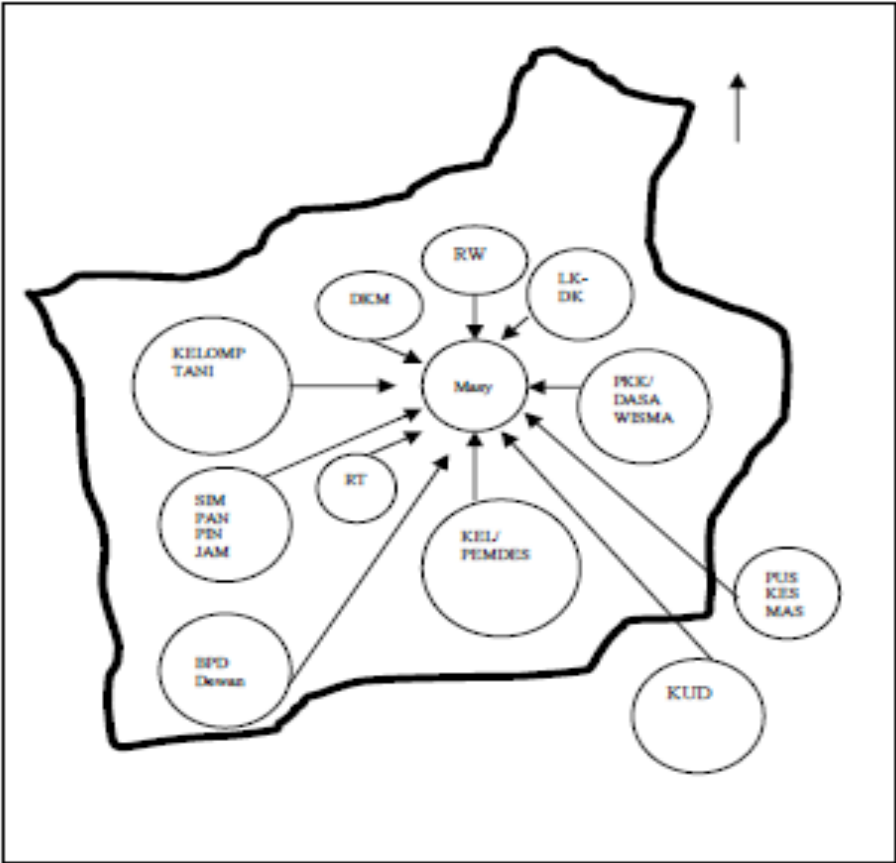 RW
LK-
DK
DKM
KELOMP
TANI
Masy
PKK/
DASA
WISMA
SIM
PAN
PIN
JAM
RT
KEL/
PEMDES
PUS
KES
MAS
BPD
Dewan
KUD